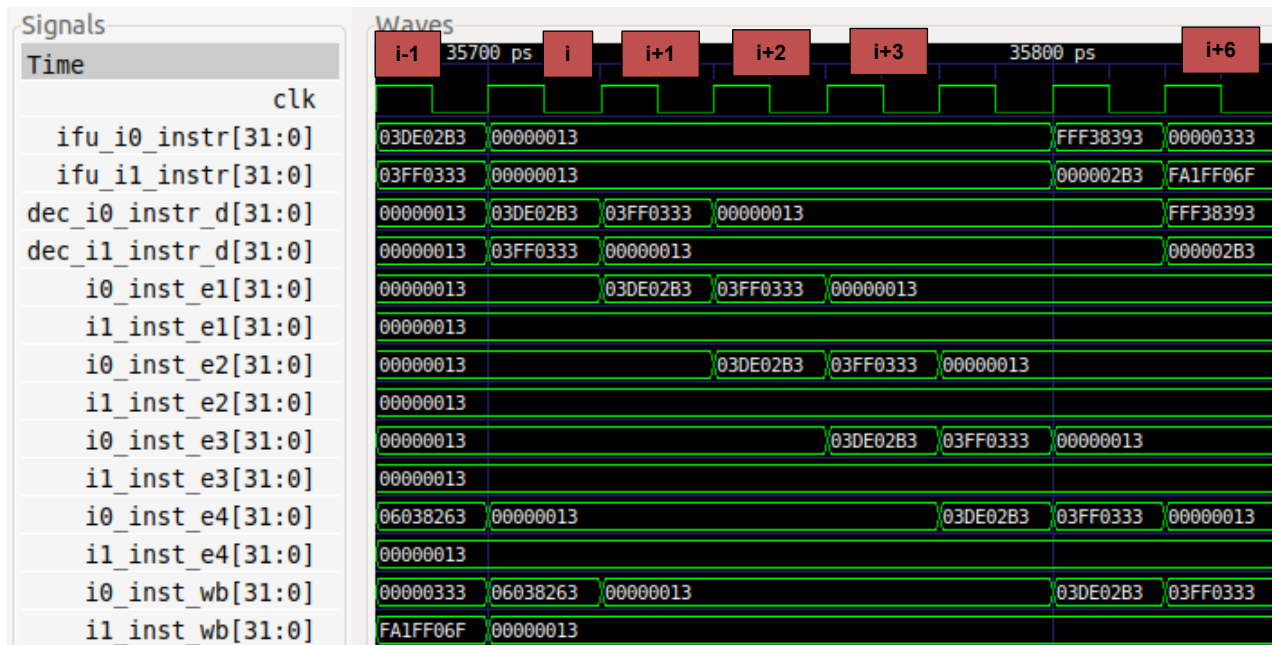 Signals Waves
Time i-1 35700 ps i i+1 i+2 i+3 35800 ps i+6
clk
ifu_i0_instr[31:0] 03DE02B3 00000013 FFF38393 00000333
ifu_i1_instr[31:0] 03FF0333 00000013 000002B3 FA1FF06F
dec_i0_instr_d[31:0] 00000013 03DE02B3 03FF0333 00000013 FFF38393
dec_i1_instr_d[31:0] 00000013 03FF0333 00000013 000002B3
i0_inst_e1[31:0] 00000013 03DE02B3 03FF0333 00000013
i1_inst_e1[31:0] 00000013
i0_inst_e2[31:0] 00000013 03DE02B3 03FF0333 00000013
i1_inst_e2[31:0] 00000013
i0_inst_e3[31:0] 00000013 03DE02B3 03FF0333 00000013
i1_inst_e3[31:0] 00000013
i0_inst_e4[31:0] 06038263 00000013 03DE02B3 03FF0333 00000013
i1_inst_e4[31:0] 00000013
i0_inst_wb[31:0] 00000333 06038263 00000013 03DE02B3 03FF0333
i1_inst_wb[31:0] FA1FF06F 00000013